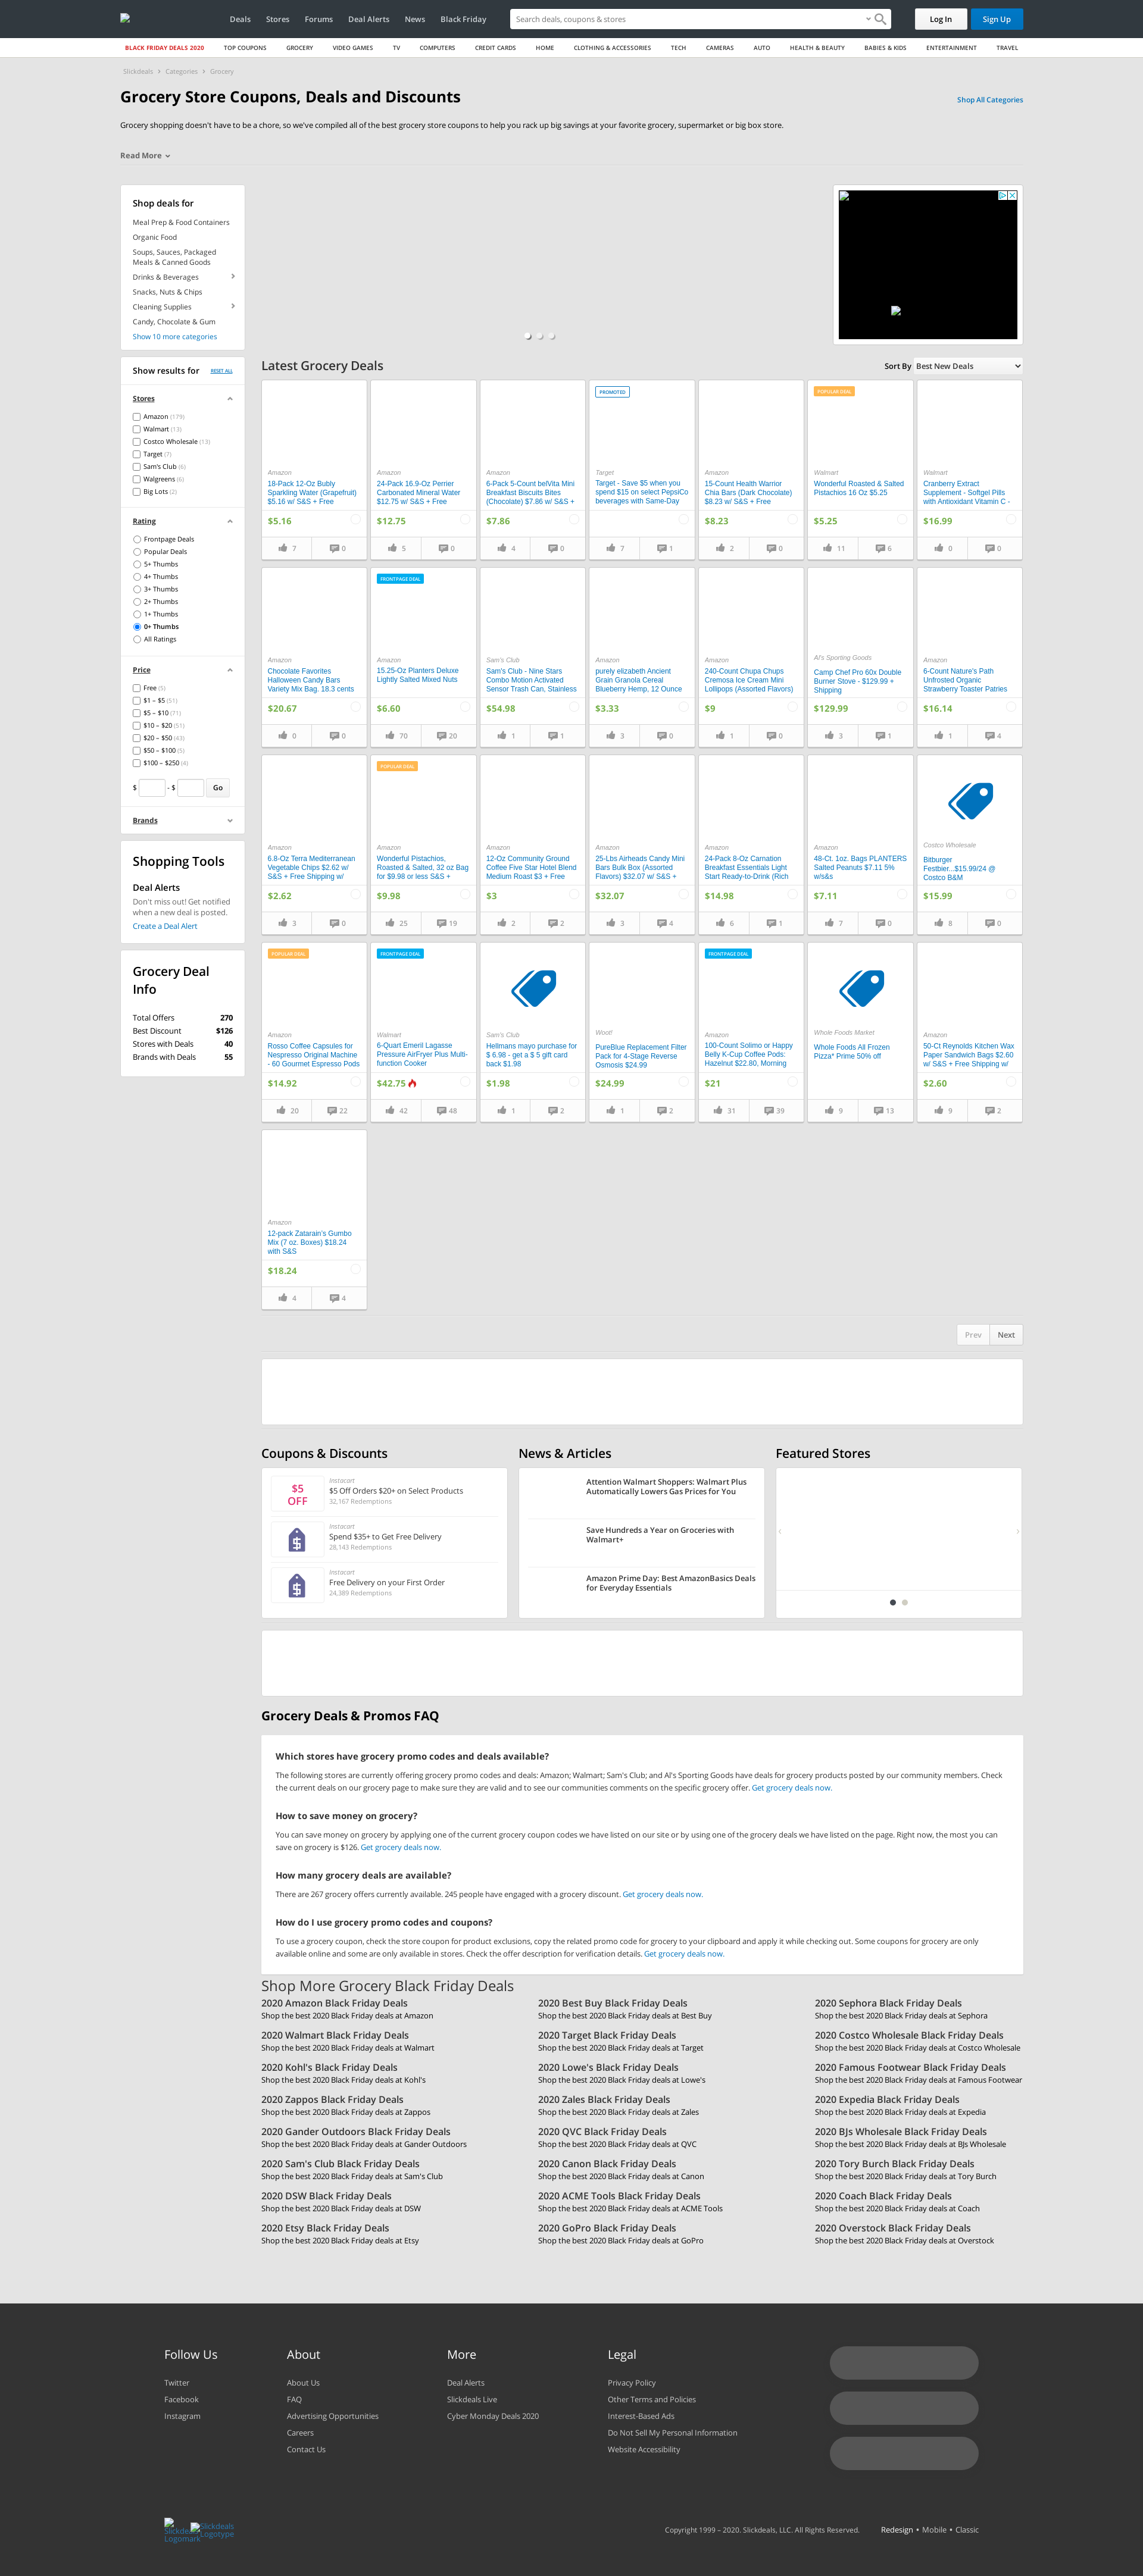 Deals Stores Forums Deal Alerts News Black Friday
Search deals, coupons & stores
Log In
Sign Up
BLACK FRIDAY DEALS 2020 TOP COUPONS GROCERY VIDEO GAMES TV COMPUTERS CREDIT CARDS HOME CLOTHING & ACCESSORIES TECH CAMERAS AUTO HEALTH & BEAUTY BABIES & KIDS ENTERTAINMENT TRAVEL
Slickdeals > Categories > Grocery
Grocery Store Coupons, Deals and Discounts
Shop All Categories
Grocery shopping doesn't have to be a chore, so we've compiled all of the best grocery store coupons to help you rack up big savings at your favorite grocery, supermarket or big box store.
Read More
Shop deals for
Meal Prep & Food Containers
Organic Food
Soups, Sauces, Packaged
Meals & Canned Goods
Drinks & Beverages
Snacks, Nuts & Chips
Cleaning Supplies
Candy, Chocolate & Gum
Show 10 more categories
Show results for RESET ALL
Stores
Amazon (179)
Walmart (13)
Costco Wholesale (13)
Target (7)
Sam's Club (6)
Walgreens (6)
Big Lots (2)
Rating
Frontpage Deals
Popular Deals
5+ Thumbs
4+ Thumbs
3+ Thumbs
2+ Thumbs
1+ Thumbs
0+ Thumbs
All Ratings
Price
Free (5)
$1 – $5 (51)
$5 – $10 (71)
$10 – $20 (51)
$20 – $50 (43)
$50 – $100 (5)
$100 – $250 (4)
$ - $ Go
Brands
Shopping Tools
Deal Alerts
Don't miss out! Get notified
when a new deal is posted.
Create a Deal Alert
Grocery Deal
Info
Total Offers 270
Best Discount $126
Stores with Deals 40
Brands with Deals 55
Latest Grocery Deals
Sort By Best New Deals
Amazon
18-Pack 12-Oz Bubly
Sparkling Water (Grapefruit)
$5.16 w/ S&S + Free
$5.16
7 0
Amazon
24-Pack 16.9-Oz Perrier
Carbonated Mineral Water
$12.75 w/ S&S + Free
$12.75
5 0
Amazon
6-Pack 5-Count belVita Mini
Breakfast Biscuits Bites
(Chocolate) $7.86 w/ S&S +
$7.86
4 0
PROMOTED
Target
Target - Save $5 when you
spend $15 on select PepsiCo
beverages with Same-Day
7 1
Amazon
15-Count Health Warrior
Chia Bars (Dark Chocolate)
$8.23 w/ S&S + Free
$8.23
2 0
POPULAR DEAL
Walmart
Wonderful Roasted & Salted
Pistachios 16 Oz $5.25
$5.25
11 6
Walmart
Cranberry Extract
Supplement - Softgel Pills
with Antioxidant Vitamin C -
$16.99
0 0
Amazon
Chocolate Favorites
Halloween Candy Bars
Variety Mix Bag. 18.3 cents
$20.67
0 0
FRONTPAGE DEAL
Amazon
15.25-Oz Planters Deluxe
Lightly Salted Mixed Nuts
$6.60
70 20
Sam's Club
Sam's Club - Nine Stars
Combo Motion Activated
Sensor Trash Can, Stainless
$54.98
1 1
Amazon
purely elizabeth Ancient
Grain Granola Cereal
Blueberry Hemp, 12 Ounce
$3.33
3 0
Amazon
240-Count Chupa Chups
Cremosa Ice Cream Mini
Lollipops (Assorted Flavors)
$9
1 0
Al's Sporting Goods
Camp Chef Pro 60x Double
Burner Stove - $129.99 +
Shipping
$129.99
3 1
Amazon
6-Count Nature's Path
Unfrosted Organic
Strawberry Toaster Patries
$16.14
1 4
Amazon
6.8-Oz Terra Mediterranean
Vegetable Chips $2.62 w/
S&S + Free Shipping w/
$2.62
3 0
POPULAR DEAL
Amazon
Wonderful Pistachios,
Roasted & Salted, 32 oz Bag
for $9.98 or less S&S +
$9.98
25 19
Amazon
12-Oz Community Ground
Coffee Five Star Hotel Blend
Medium Roast $3 + Free
$3
2 2
Amazon
25-Lbs Airheads Candy Mini
Bars Bulk Box (Assorted
Flavors) $32.07 w/ S&S +
$32.07
3 4
Amazon
24-Pack 8-Oz Carnation
Breakfast Essentials Light
Start Ready-to-Drink (Rich
$14.98
6 1
Amazon
48-Ct. 1oz. Bags PLANTERS
Salted Peanuts $7.11 5%
w/s&s
$7.11
7 0
Costco Wholesale
Bitburger
Festbier...$15.99/24 @
Costco B&M
$15.99
8 0
POPULAR DEAL
Amazon
Rosso Coffee Capsules for
Nespresso Original Machine
- 60 Gourmet Espresso Pods
$14.92
20 22
FRONTPAGE DEAL
Walmart
6-Quart Emeril Lagasse
Pressure AirFryer Plus Multi-
function Cooker
$42.75
42 48
Sam's Club
Hellmans mayo purchase for
$ 6.98 - get a $ 5 gift card
back $1.98
$1.98
1 2
Woot!
PureBlue Replacement Filter
Pack for 4-Stage Reverse
Osmosis $24.99
$24.99
1 2
FRONTPAGE DEAL
Amazon
100-Count Solimo or Happy
Belly K-Cup Coffee Pods:
Hazelnut $22.80, Morning
$21
31 39
Whole Foods Market
Whole Foods All Frozen
Pizza* Prime 50% off
9 13
Amazon
50-Ct Reynolds Kitchen Wax
Paper Sandwich Bags $2.60
w/ S&S + Free Shipping w/
$2.60
9 2
Amazon
12-pack Zatarain's Gumbo
Mix (7 oz. Boxes) $18.24
with S&S
$18.24
4 4
Prev Next
Coupons & Discounts
$5
OFF
Instacart
$5 Off Orders $20+ on Select Products
32,167 Redemptions
Instacart
Spend $35+ to Get Free Delivery
28,143 Redemptions
Instacart
Free Delivery on your First Order
24,389 Redemptions
News & Articles
Attention Walmart Shoppers: Walmart Plus
Automatically Lowers Gas Prices for You
Save Hundreds a Year on Groceries with
Walmart+
Amazon Prime Day: Best AmazonBasics Deals
for Everyday Essentials
Featured Stores
Grocery Deals & Promos FAQ
Which stores have grocery promo codes and deals available?
The following stores are currently offering grocery promo codes and deals: Amazon; Walmart; Sam's Club; and Al's Sporting Goods have deals for grocery products posted by our community members. Check
the current deals on our grocery page to make sure they are valid and to see our communities comments on the specific grocery offer. Get grocery deals now.
How to save money on grocery?
You can save money on grocery by applying one of the current grocery coupon codes we have listed on our site or by using one of the grocery deals we have listed on the page. Right now, the most you can
save on grocery is $126. Get grocery deals now.
How many grocery deals are available?
There are 267 grocery offers currently available. 245 people have engaged with a grocery discount. Get grocery deals now.
How do I use grocery promo codes and coupons?
To use a grocery coupon, check the store coupon for product exclusions, copy the related promo code for grocery to your clipboard and apply it while checking out. Some coupons for grocery are only
available online and some are only available in stores. Check the offer description for verification details. Get grocery deals now.
Shop More Grocery Black Friday Deals
2020 Amazon Black Friday Deals
Shop the best 2020 Black Friday deals at Amazon
2020 Best Buy Black Friday Deals
Shop the best 2020 Black Friday deals at Best Buy
2020 Sephora Black Friday Deals
Shop the best 2020 Black Friday deals at Sephora
2020 Walmart Black Friday Deals
Shop the best 2020 Black Friday deals at Walmart
2020 Target Black Friday Deals
Shop the best 2020 Black Friday deals at Target
2020 Costco Wholesale Black Friday Deals
Shop the best 2020 Black Friday deals at Costco Wholesale
2020 Kohl's Black Friday Deals
Shop the best 2020 Black Friday deals at Kohl's
2020 Lowe's Black Friday Deals
Shop the best 2020 Black Friday deals at Lowe's
2020 Famous Footwear Black Friday Deals
Shop the best 2020 Black Friday deals at Famous Footwear
2020 Zappos Black Friday Deals
Shop the best 2020 Black Friday deals at Zappos
2020 Zales Black Friday Deals
Shop the best 2020 Black Friday deals at Zales
2020 Expedia Black Friday Deals
Shop the best 2020 Black Friday deals at Expedia
2020 Gander Outdoors Black Friday Deals
Shop the best 2020 Black Friday deals at Gander Outdoors
2020 QVC Black Friday Deals
Shop the best 2020 Black Friday deals at QVC
2020 BJs Wholesale Black Friday Deals
Shop the best 2020 Black Friday deals at BJs Wholesale
2020 Sam's Club Black Friday Deals
Shop the best 2020 Black Friday deals at Sam's Club
2020 Canon Black Friday Deals
Shop the best 2020 Black Friday deals at Canon
2020 Tory Burch Black Friday Deals
Shop the best 2020 Black Friday deals at Tory Burch
2020 DSW Black Friday Deals
Shop the best 2020 Black Friday deals at DSW
2020 ACME Tools Black Friday Deals
Shop the best 2020 Black Friday deals at ACME Tools
2020 Coach Black Friday Deals
Shop the best 2020 Black Friday deals at Coach
2020 Etsy Black Friday Deals
Shop the best 2020 Black Friday deals at Etsy
2020 GoPro Black Friday Deals
Shop the best 2020 Black Friday deals at GoPro
2020 Overstock Black Friday Deals
Shop the best 2020 Black Friday deals at Overstock
Follow Us
Twitter
Facebook
Instagram
About
About Us
FAQ
Advertising Opportunities
Careers
Contact Us
More
Deal Alerts
Slickdeals Live
Cyber Monday Deals 2020
Legal
Privacy Policy
Other Terms and Policies
Interest-Based Ads
Do Not Sell My Personal Information
Website Accessibility
Slickdeals
Logomark
Slickdeals
Logotype
Copyright 1999 – 2020. Slickdeals, LLC. All Rights Reserved.
Redesign • Mobile • Classic